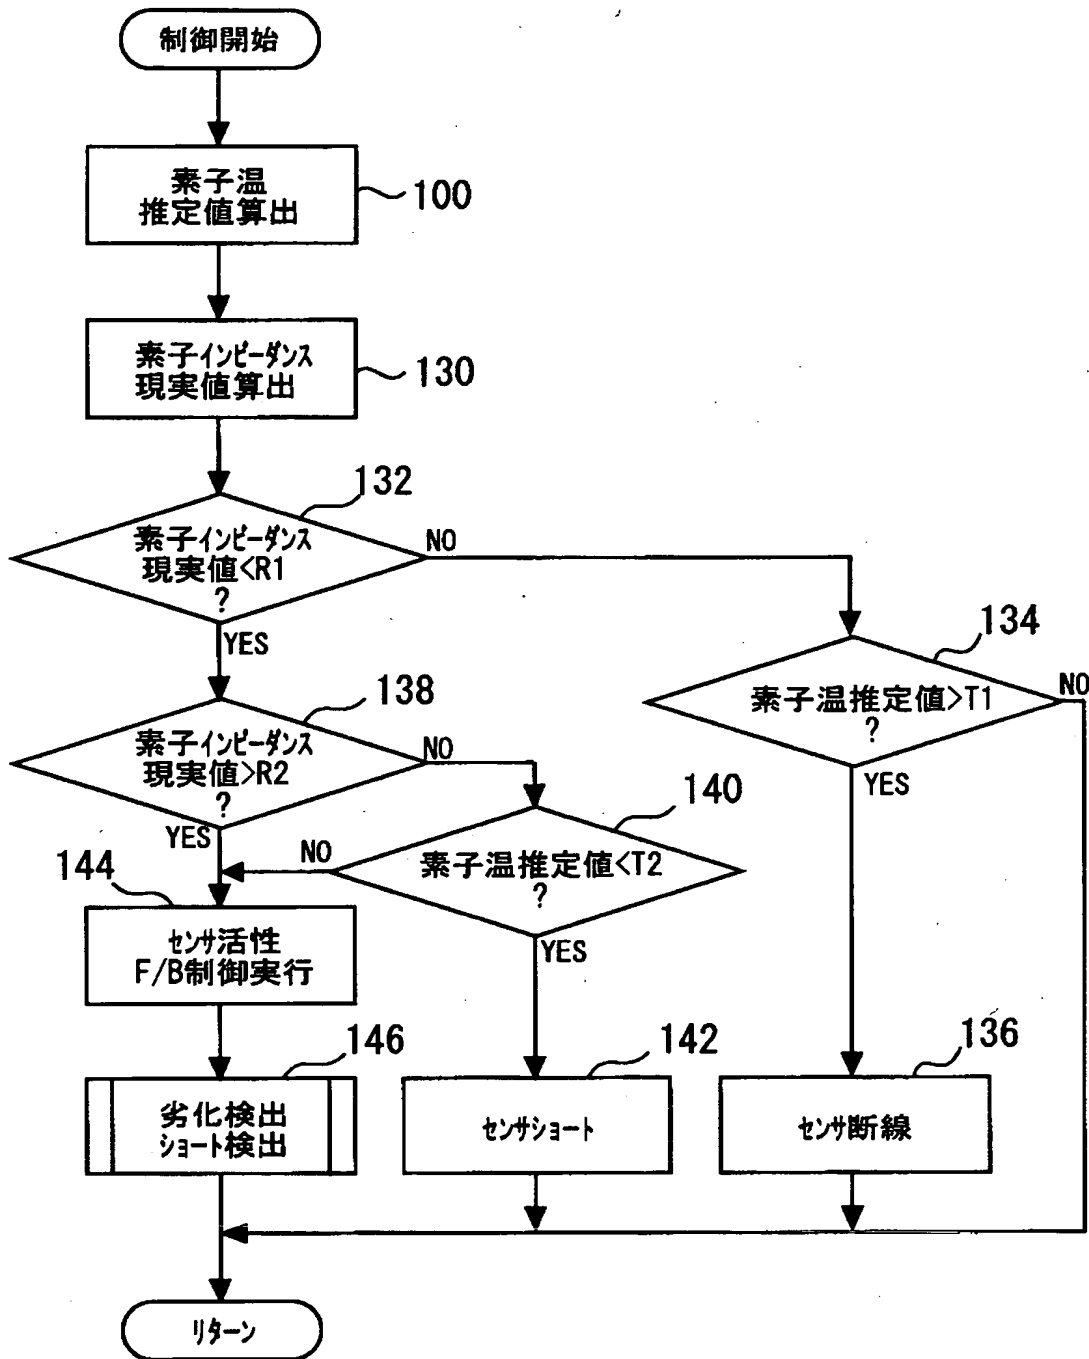 制御開始
素子温
推定値算出
100
素子ｲﾝﾋﾟｰﾀﾞﾝｽ
現実値算出
130
132
素子ｲﾝﾋﾟｰﾀﾞﾝｽ
現実値<R1
?
NO
YES
134
素子温推定値>T1
?
NO
YES
138
素子ｲﾝﾋﾟｰﾀﾞﾝｽ
現実値>R2
?
NO
YES
140
素子温推定値<T2
?
NO
YES
144
ｾﾝｻ活性
F/B制御実行
146
劣化検出
ｼｮｰﾄ検出
142
ｾﾝｻｼｮｰﾄ
136
ｾﾝｻ断線
ﾘﾀｰﾝ